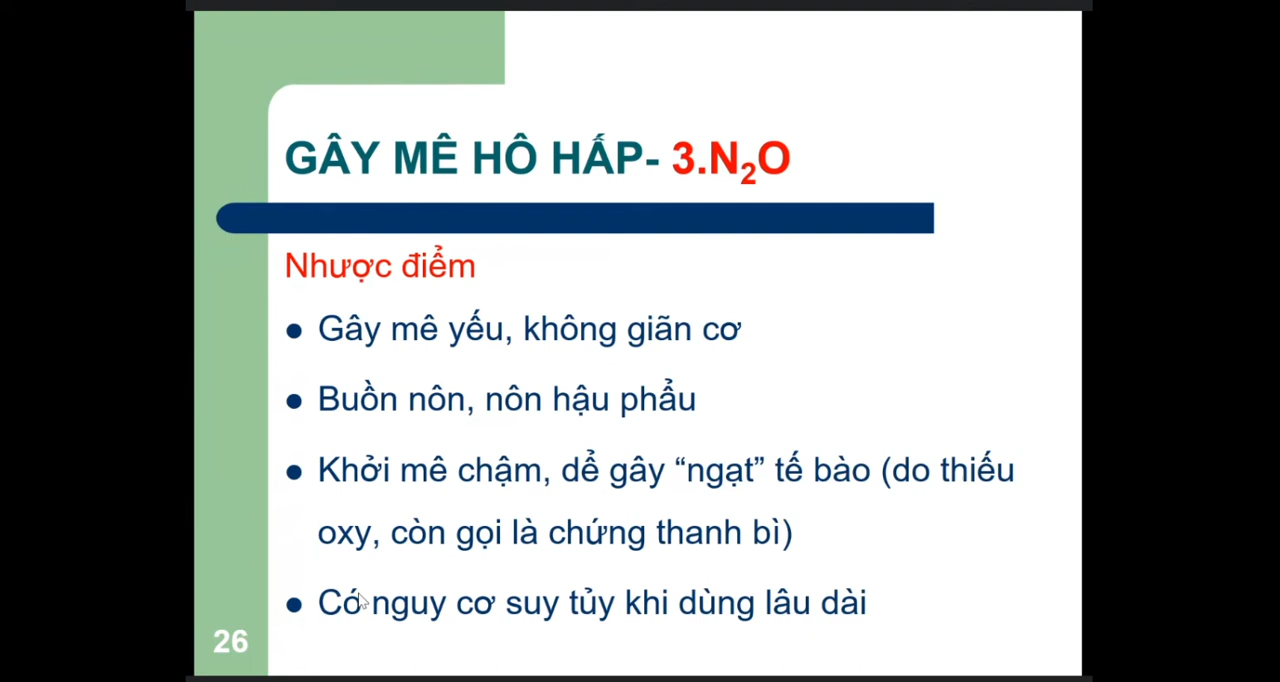 GÂY MÊ HÔ HẤP- 3.N₂O
Nhược điểm
● Gây mê yếu, không giãn cơ
● Buồn nôn, nôn hậu phẩu
● Khởi mê chậm, dể gây “ngạt” tế bào (do thiếu
oxy, còn gọi là chứng thanh bì)
● Có nguy cơ suy tủy khi dùng lâu dài
26